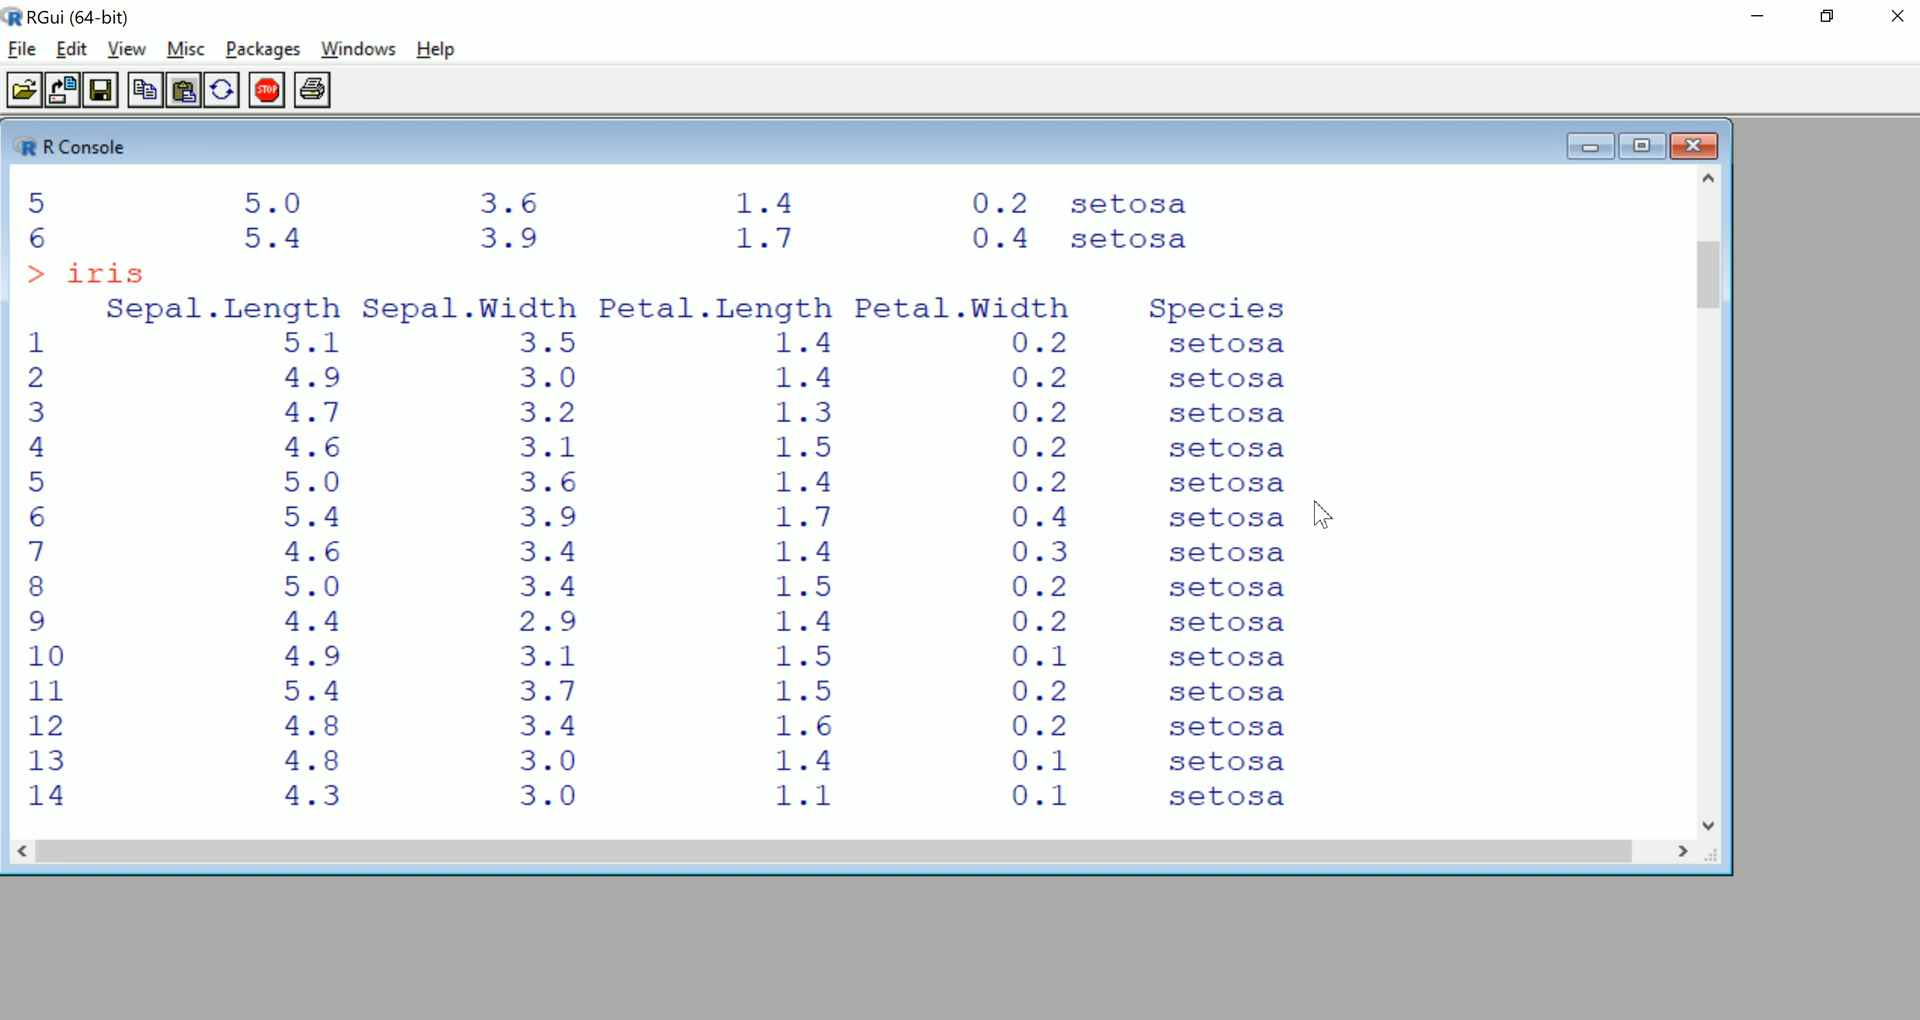 RGui (64-bit)
File Edit View Misc Packages Windows Help
STOP
R Console
5 5.0 3.6 1.4 0.2 setosa
6 5.4 3.9 1.7 0.4 setosa
> iris
Sepal.Length Sepal.Width Petal.Length Petal.Width Species
1 5.1 3.5 1.4 0.2 setosa
2 4.9 3.0 1.4 0.2 setosa
3 4.7 3.2 1.3 0.2 setosa
4 4.6 3.1 1.5 0.2 setosa
5 5.0 3.6 1.4 0.2 setosa
6 5.4 3.9 1.7 0.4 setosa
7 4.6 3.4 1.4 0.3 setosa
8 5.0 3.4 1.5 0.2 setosa
9 4.4 2.9 1.4 0.2 setosa
10 4.9 3.1 1.5 0.1 setosa
11 5.4 3.7 1.5 0.2 setosa
12 4.8 3.4 1.6 0.2 setosa
13 4.8 3.0 1.4 0.1 setosa
14 4.3 3.0 1.1 0.1 setosa